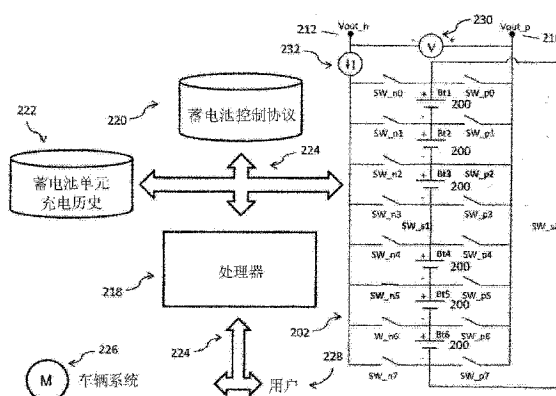 212
Vout_n
230
Vout_p
V
232
I1
222
220
蓄电池控制协议
224
蓄电池单元
充电历史
218
处理器
224
202
226
M
车辆系统
用户
228
SW_n0
Bt1
SW_p0
200
SW_n1
Bt2
SW_p1
200
SW_n2
Bt3
SW_p2
200
SW_n3
SW_s1
SW_p3
SW_n4
Bt4
SW_p4
200
SW_n5
Bt5
SW_p5
200
W_n6
Bt6
SW_p6
200
SW_n7
SW_p7